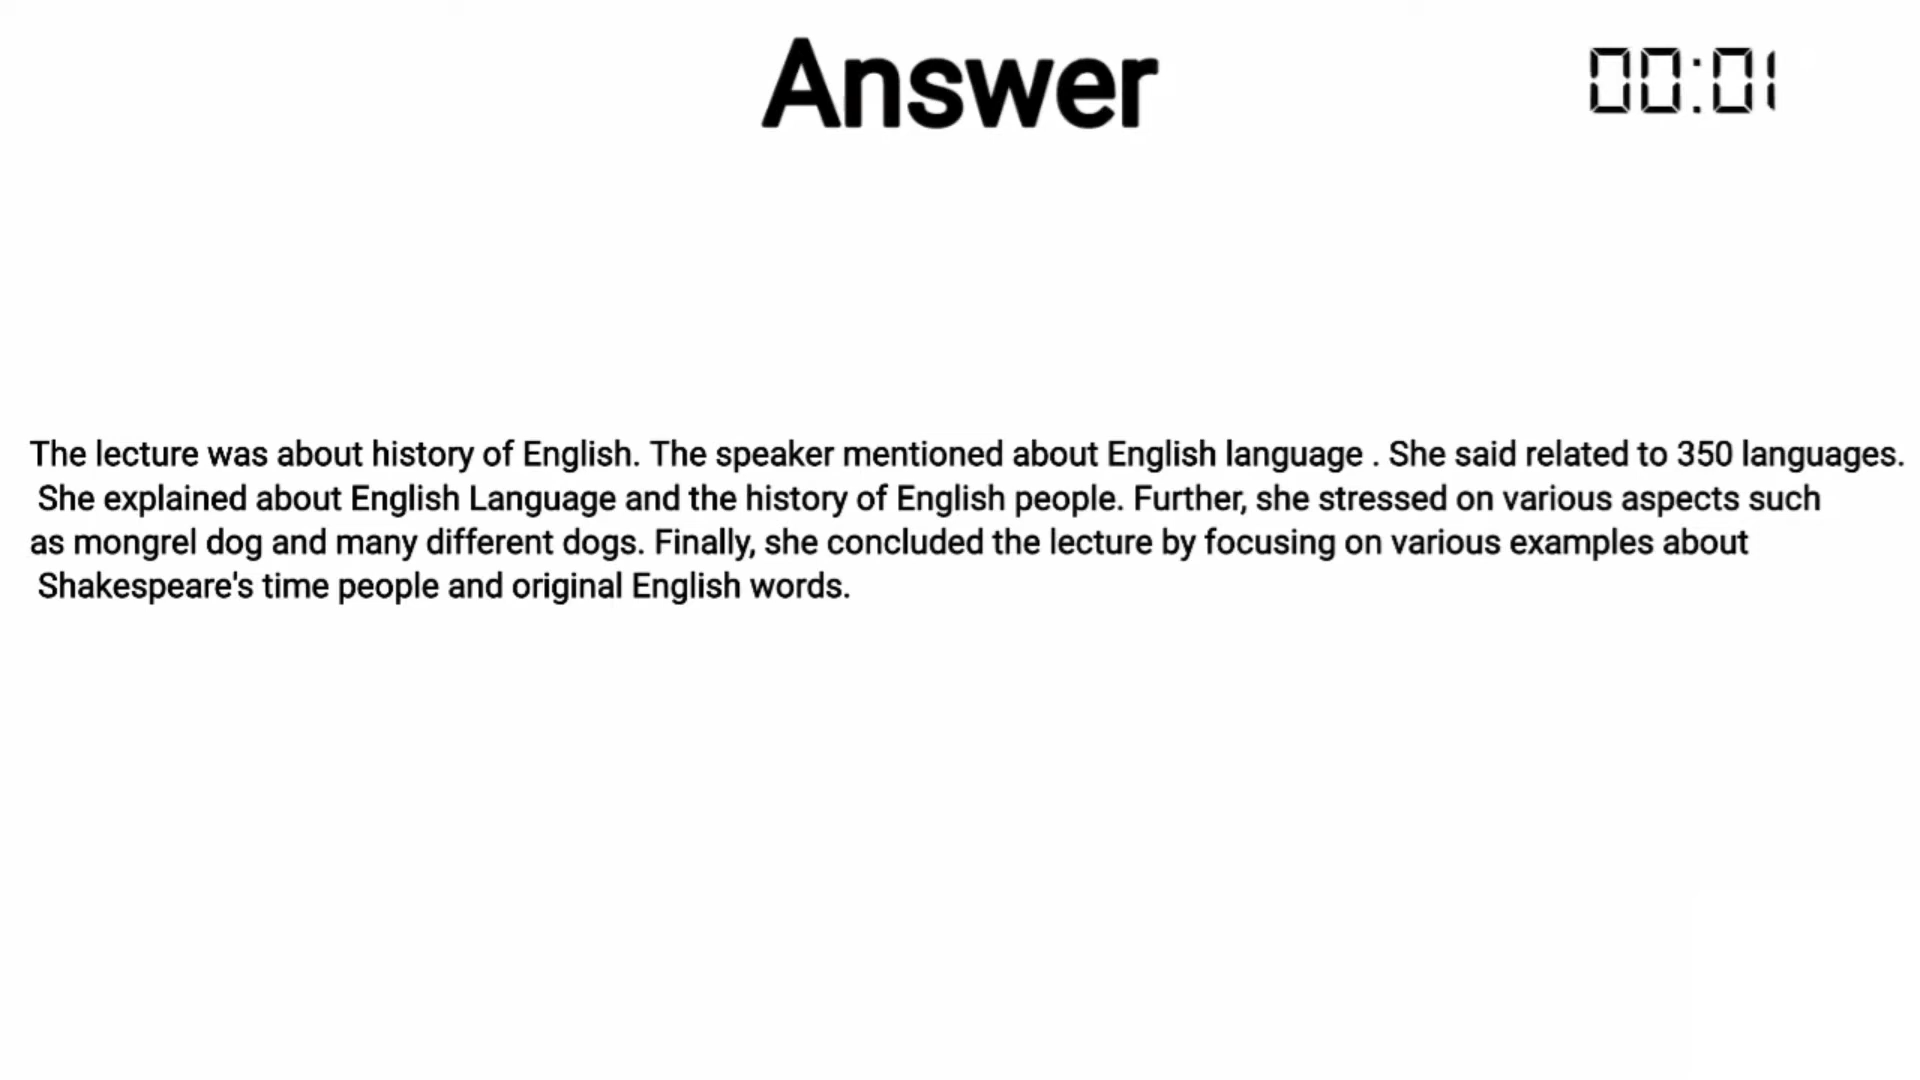 Answer
00:01
The lecture was about history of English. The speaker mentioned about English language . She said related to 350 languages.
She explained about English Language and the history of English people. Further, she stressed on various aspects such
as mongrel dog and many different dogs. Finally, she concluded the lecture by focusing on various examples about
Shakespeare's time people and original English words.